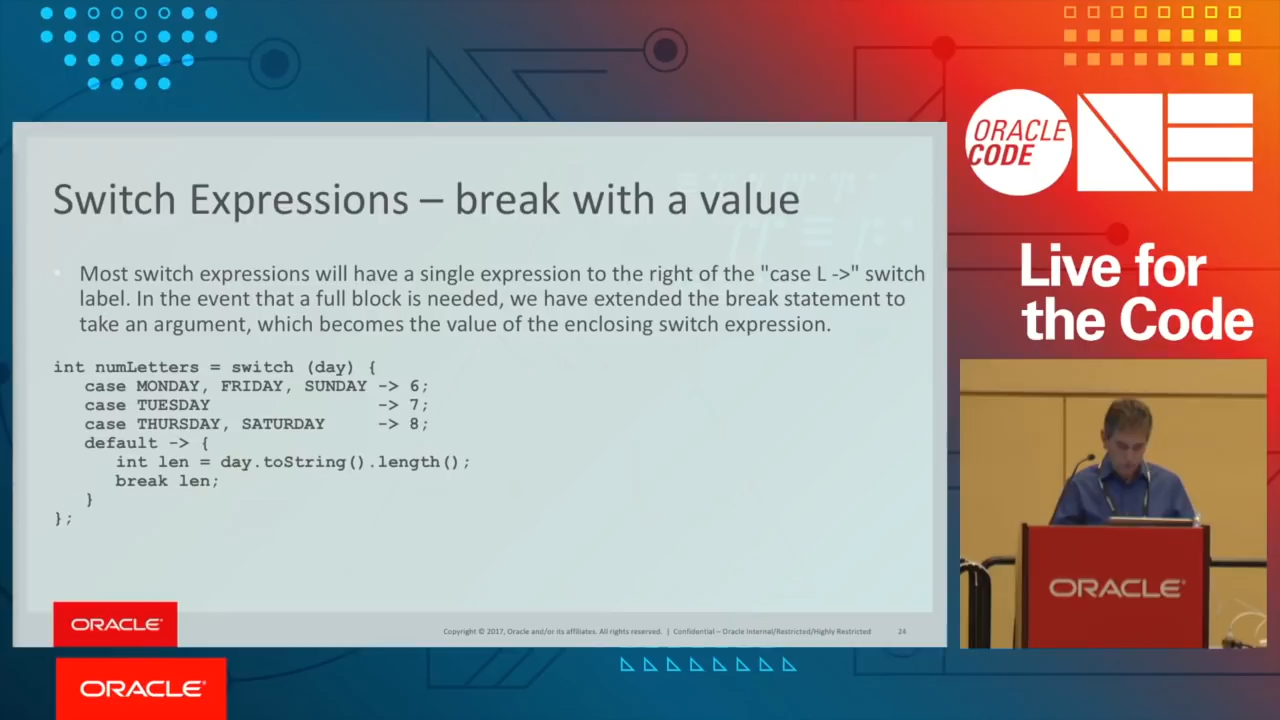 Switch Expressions – break with a value
Most switch expressions will have a single expression to the right of the "case L ->" switch
label. In the event that a full block is needed, we have extended the break statement to
take an argument, which becomes the value of the enclosing switch expression.
int numLetters = switch (day) {
case MONDAY, FRIDAY, SUNDAY -> 6;
case TUESDAY -> 7;
case THURSDAY, SATURDAY -> 8;
default -> {
int len = day.toString().length();
break len;
}
};
ORACLE®
Copyright © 2017, Oracle and/or its affiliates. All rights reserved. | Confidential – Oracle Internal/Restricted/Highly Restricted 24
ORACLE®
ORACLE
CODE
ONE
Live for
the Code
ORACLE®